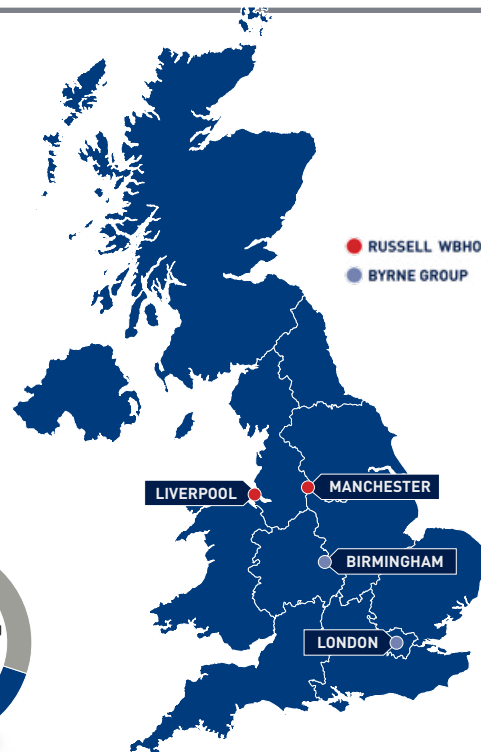 RUSSELL WBHO
BYRNE GROUP
LIVERPOOL
MANCHESTER
BIRMINGHAM
LONDON